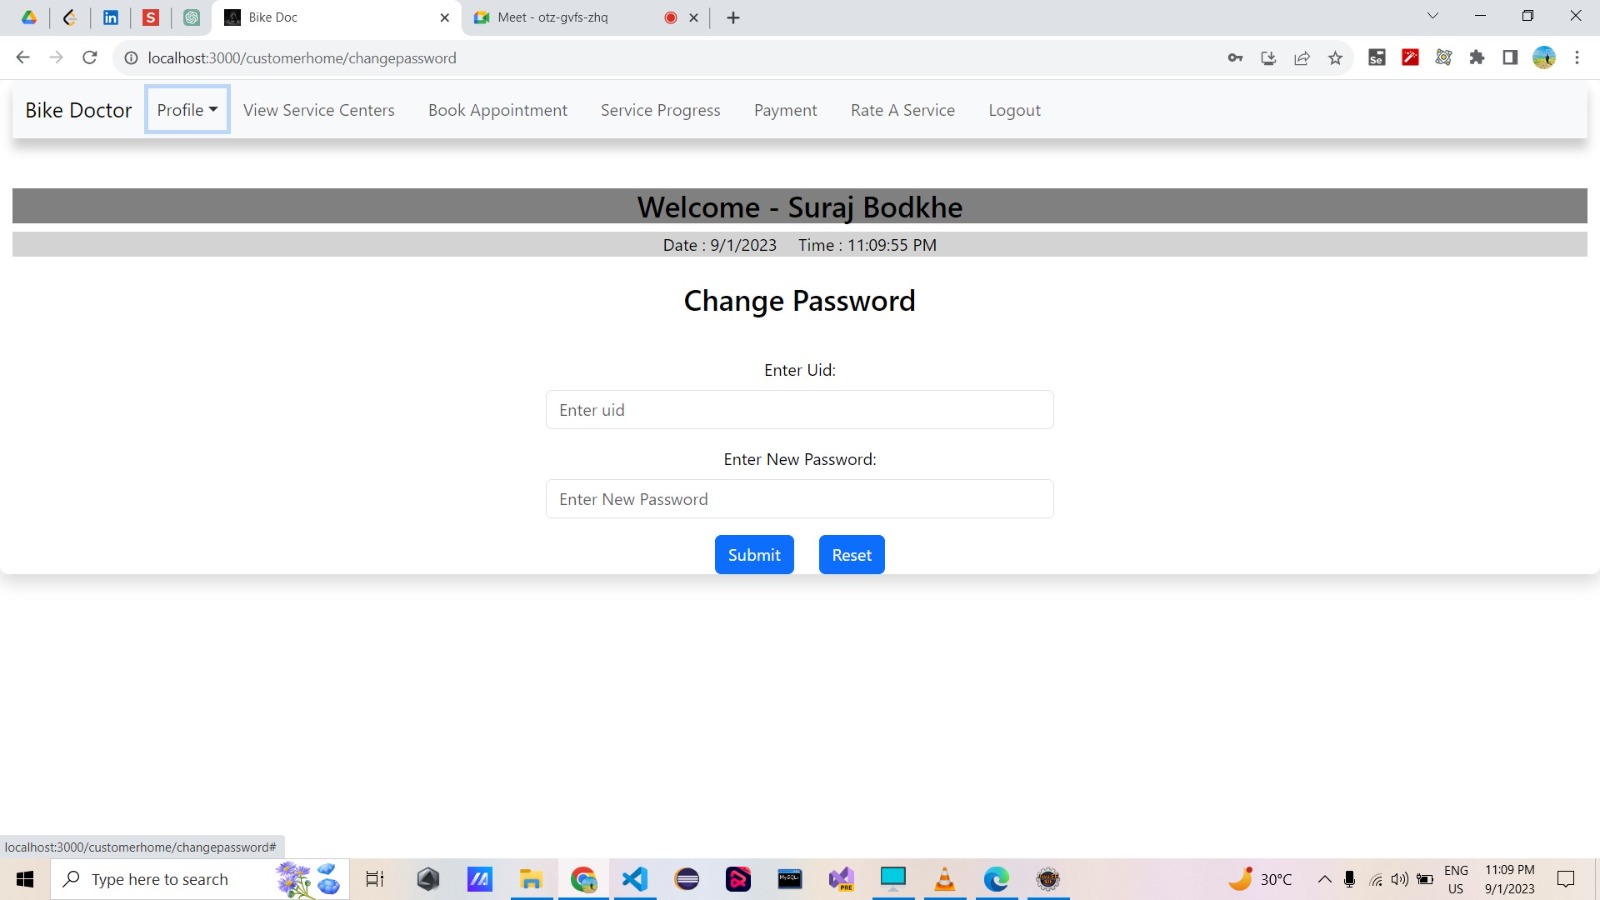 Bike Doc
Meet - otz-gvfs-zhq
localhost:3000/customerhome/changepassword
Bike Doctor Profile View Service Centers Book Appointment Service Progress Payment Rate A Service Logout
Welcome - Suraj Bodkhe
Date : 9/1/2023 Time : 11:09:55 PM
Change Password
Enter Uid:
Enter uid
Enter New Password:
Enter New Password
Submit Reset
localhost:3000/customerhome/changepassword#
Type here to search
30°C
ENG
US
11:09 PM
9/1/2023